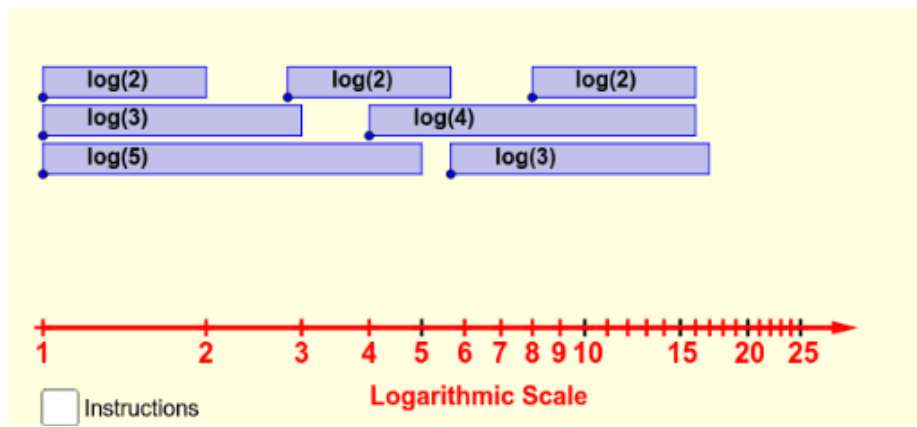 log(2) log(2) log(2)
log(3) log(4)
log(5) log(3)
1 2 3 4 5 6 7 8 9 10 15 20 25
Logarithmic Scale
Instructions